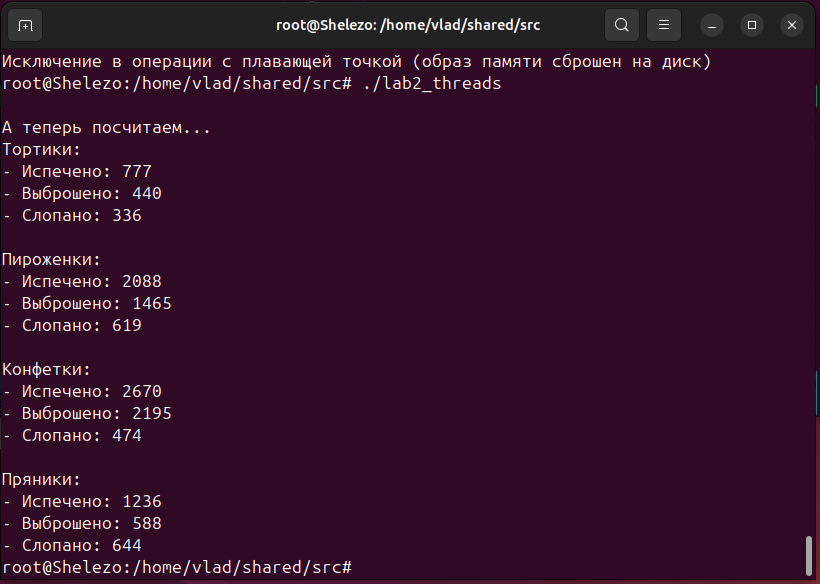 root@Shelezo: /home/vlad/shared/src
Исключение в операции с плавающей точкой (образ памяти сброшен на диск)
root@Shelezo:/home/vlad/shared/src# ./lab2_threads
А теперь посчитаем...
Тортики:
- Испечено: 777
- Выброшено: 440
- Слопано: 336
Пироженки:
- Испечено: 2088
- Выброшено: 1465
- Слопано: 619
Конфетки:
- Испечено: 2670
- Выброшено: 2195
- Слопано: 474
Пряники:
- Испечено: 1236
- Выброшено: 588
- Слопано: 644
root@Shelezo:/home/vlad/shared/src#